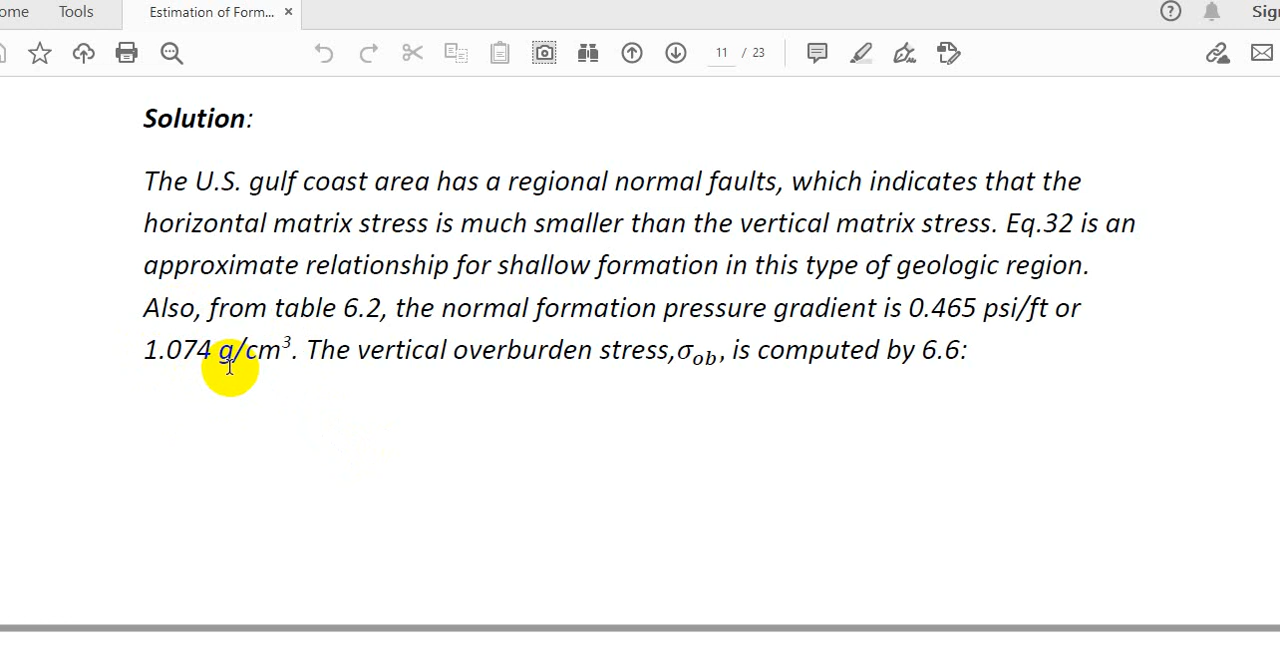 ome Tools Estimation of Form... × Sig
11 / 23
Solution:
The U.S. gulf coast area has a regional normal faults, which indicates that the
horizontal matrix stress is much smaller than the vertical matrix stress. Eq.32 is an
approximate relationship for shallow formation in this type of geologic region.
Also, from table 6.2, the normal formation pressure gradient is 0.465 psi/ft or
1.074 g/cm³. The vertical overburden stress,σₒb, is computed by 6.6: